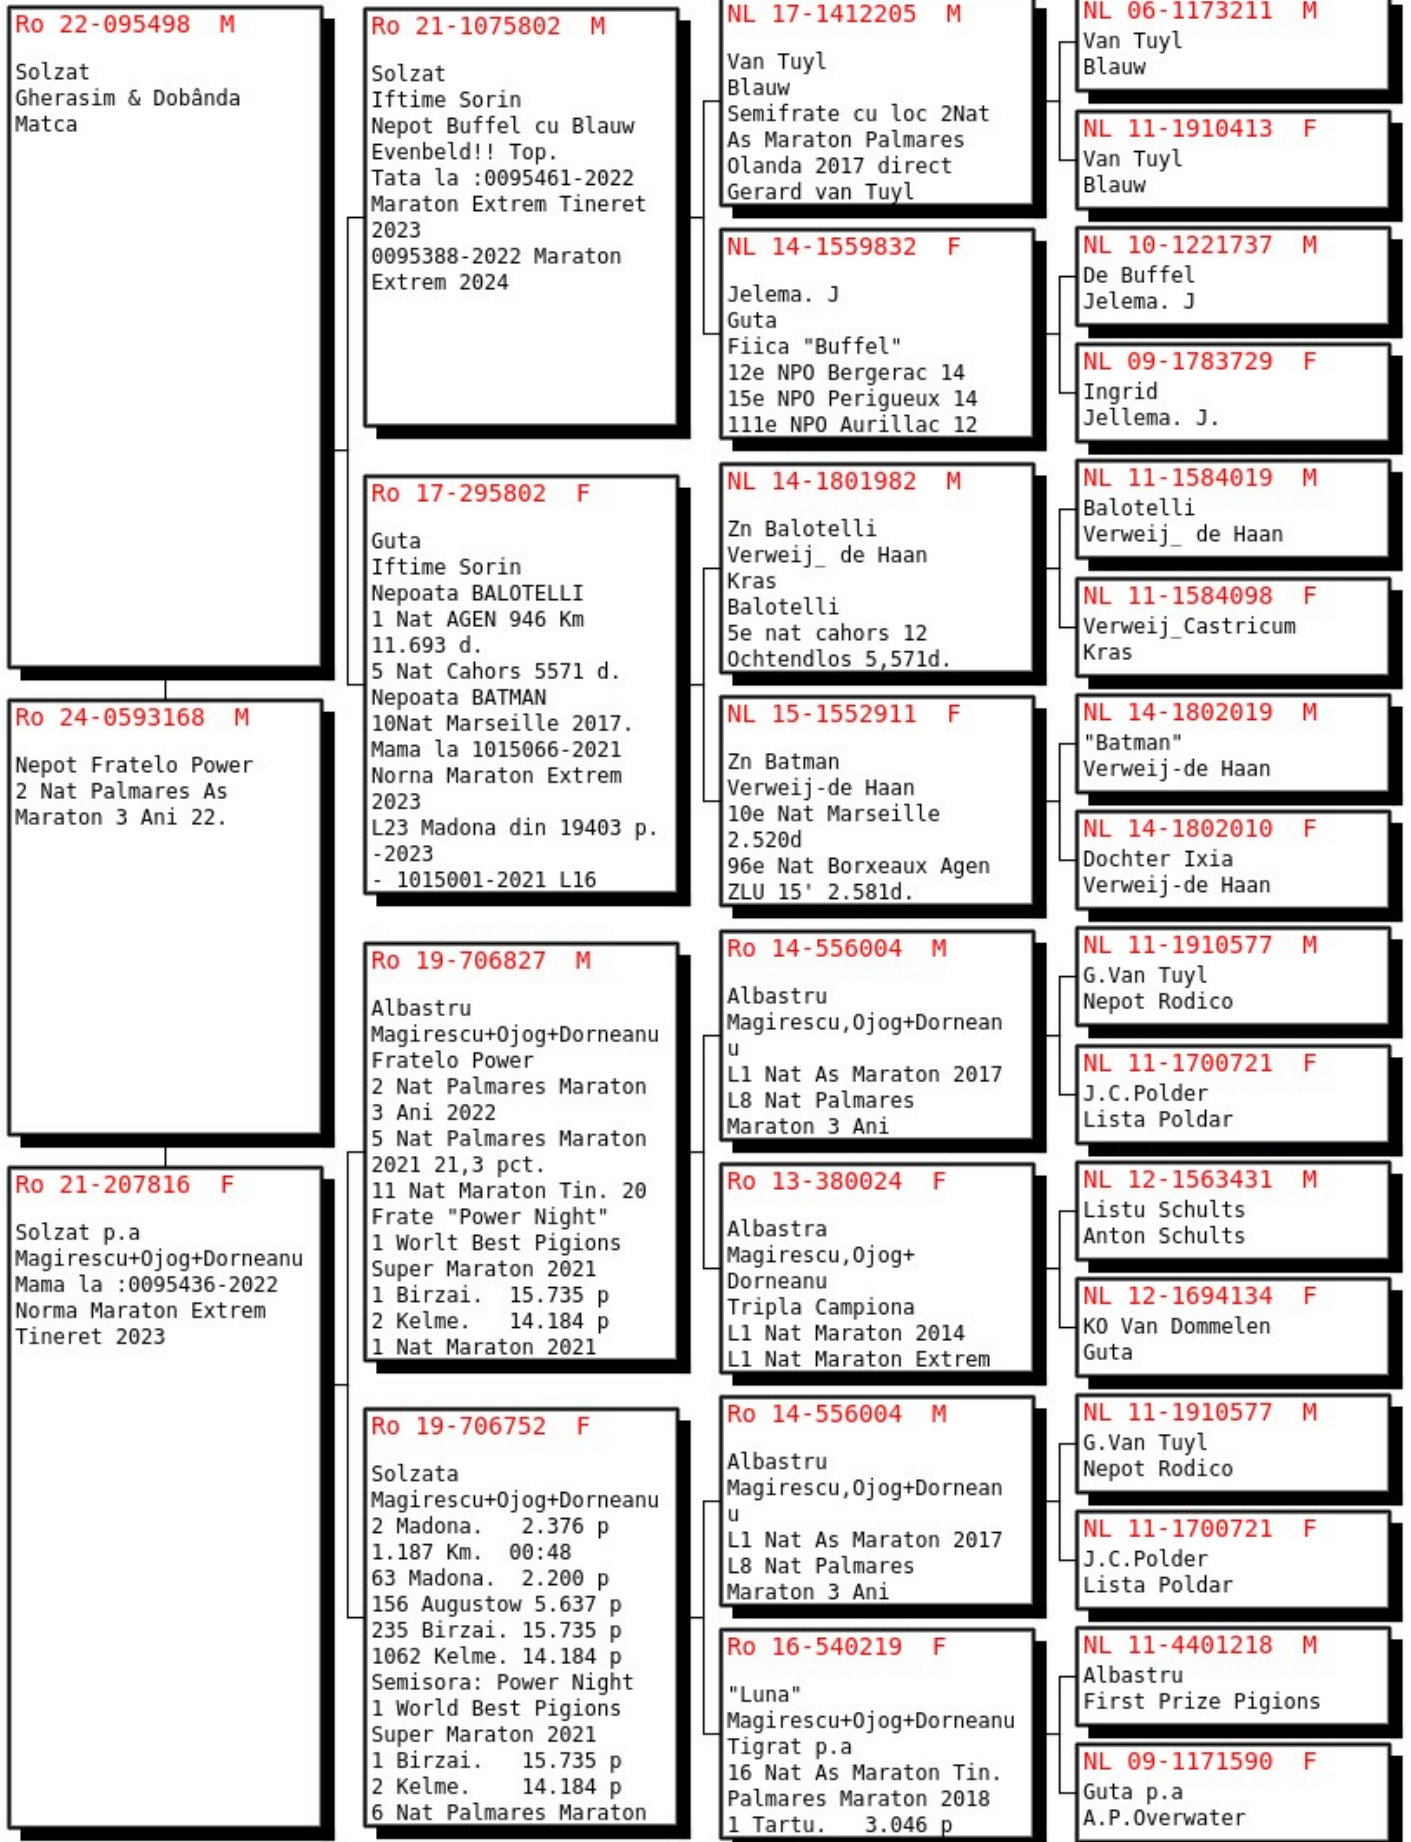 Ro 22-095498  M
Solzat
Gherasim & Dobânda
Matca
Ro 24-0593168  M
Nepot Fratelo Power
2 Nat Palmares As
Maraton 3 Ani 22.
Ro 21-207816  F
Solzat p.a
Magirescu+Ojog+Dorneanu
Mama la :0095436-2022
Norma Maraton Extrem
Tineret 2023
Ro 21-1075802  M
Solzat
Iftime Sorin
Nepot Buffel cu Blauw
Evenbeld!! Top.
Tata la :0095461-2022
Maraton Extrem Tineret
2023
0095388-2022 Maraton
Extrem 2024
Ro 17-295802  F
Guta
Iftime Sorin
Nepoata BALOTELLI
1 Nat AGEN 946 Km
11.693 d.
5 Nat Cahors 5571 d.
Nepoata BATMAN
10Nat Marseille 2017.
Mama la 1015066-2021
Norna Maraton Extrem
2023
L23 Madona din 19403 p.
-2023
- 1015001-2021 L16
Ro 19-706827  M
Albastru
Magirescu+Ojog+Dorneanu
Fratelo Power
2 Nat Palmares Maraton
3 Ani 2022
5 Nat Palmares Maraton
2021 21,3 pct.
11 Nat Maraton Tin. 20
Frate "Power Night"
1 Worlt Best Pigions
Super Maraton 2021
1 Birzai.  15.735 p
2 Kelme.   14.184 p
1 Nat Maraton 2021
Ro 19-706752  F
Solzata
Magirescu+Ojog+Dorneanu
2 Madona.   2.376 p
1.187 Km.  00:48
63 Madona.  2.200 p
156 Augustow 5.637 p
235 Birzai. 15.735 p
1062 Kelme. 14.184 p
Semisora: Power Night
1 World Best Pigions
Super Maraton 2021
1 Birzai.   15.735 p
2 Kelme.    14.184 p
6 Nat Palmares Maraton
NL 17-1412205  M
Van Tuyl
Blauw
Semifrate cu loc 2Nat
As Maraton Palmares
Olanda 2017 direct
Gerard van Tuyl
NL 14-1559832  F
Jelema. J
Guta
Fiica "Buffel"
12e NPO Bergerac 14
15e NPO Perigueux 14
111e NPO Aurillac 12
NL 14-1801982  M
Zn Balotelli
Verweij_ de Haan
Kras
Balotelli
5e nat cahors 12
Ochtendlos 5,571d.
NL 15-1552911  F
Zn Batman
Verweij-de Haan
10e Nat Marseille
2.520d
96e Nat Borxeaux Agen
ZLU 15' 2.581d.
Ro 14-556004  M
Albastru
Magirescu,Ojog+Dornean
u
L1 Nat As Maraton 2017
L8 Nat Palmares
Maraton 3 Ani
Ro 13-380024  F
Albastra
Magirescu,Ojog+
Dorneanu
Tripla Campiona
L1 Nat Maraton 2014
L1 Nat Maraton Extrem
Ro 14-556004  M
Albastru
Magirescu,Ojog+Dornean
u
L1 Nat As Maraton 2017
L8 Nat Palmares
Maraton 3 Ani
Ro 16-540219  F
"Luna"
Magirescu+Ojog+Dorneanu
Tigrat p.a
16 Nat As Maraton Tin.
Palmares Maraton 2018
1 Tartu.   3.046 p
NL 06-1173211  M
Van Tuyl
Blauw
NL 11-1910413  F
Van Tuyl
Blauw
NL 10-1221737  M
De Buffel
Jelema. J
NL 09-1783729  F
Ingrid
Jellema. J.
NL 11-1584019  M
Balotelli
Verweij_ de Haan
NL 11-1584098  F
Verweij_Castricum
Kras
NL 14-1802019  M
"Batman"
Verweij-de Haan
NL 14-1802010  F
Dochter Ixia
Verweij-de Haan
NL 11-1910577  M
G.Van Tuyl
Nepot Rodico
NL 11-1700721  F
J.C.Polder
Lista Poldar
NL 12-1563431  M
Listu Schults
Anton Schults
NL 12-1694134  F
KO Van Dommelen
Guta
NL 11-1910577  M
G.Van Tuyl
Nepot Rodico
NL 11-1700721  F
J.C.Polder
Lista Poldar
NL 11-4401218  M
Albastru
First Prize Pigions
NL 09-1171590  F
Guta p.a
A.P.Overwater